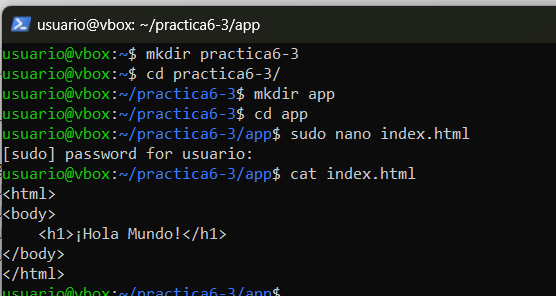 usuario@vbox: ~/practica6-3/app
usuario@vbox:~$ mkdir practica6-3
usuario@vbox:~$ cd practica6-3/
usuario@vbox:~/practica6-3$ mkdir app
usuario@vbox:~/practica6-3$ cd app
usuario@vbox:~/practica6-3/app$ sudo nano index.html
[sudo] password for usuario:
usuario@vbox:~/practica6-3/app$ cat index.html
<html>
<body>
    <h1>¡Hola Mundo!</h1>
</body>
</html>
usuario@vbox:~/practica6-3/app$